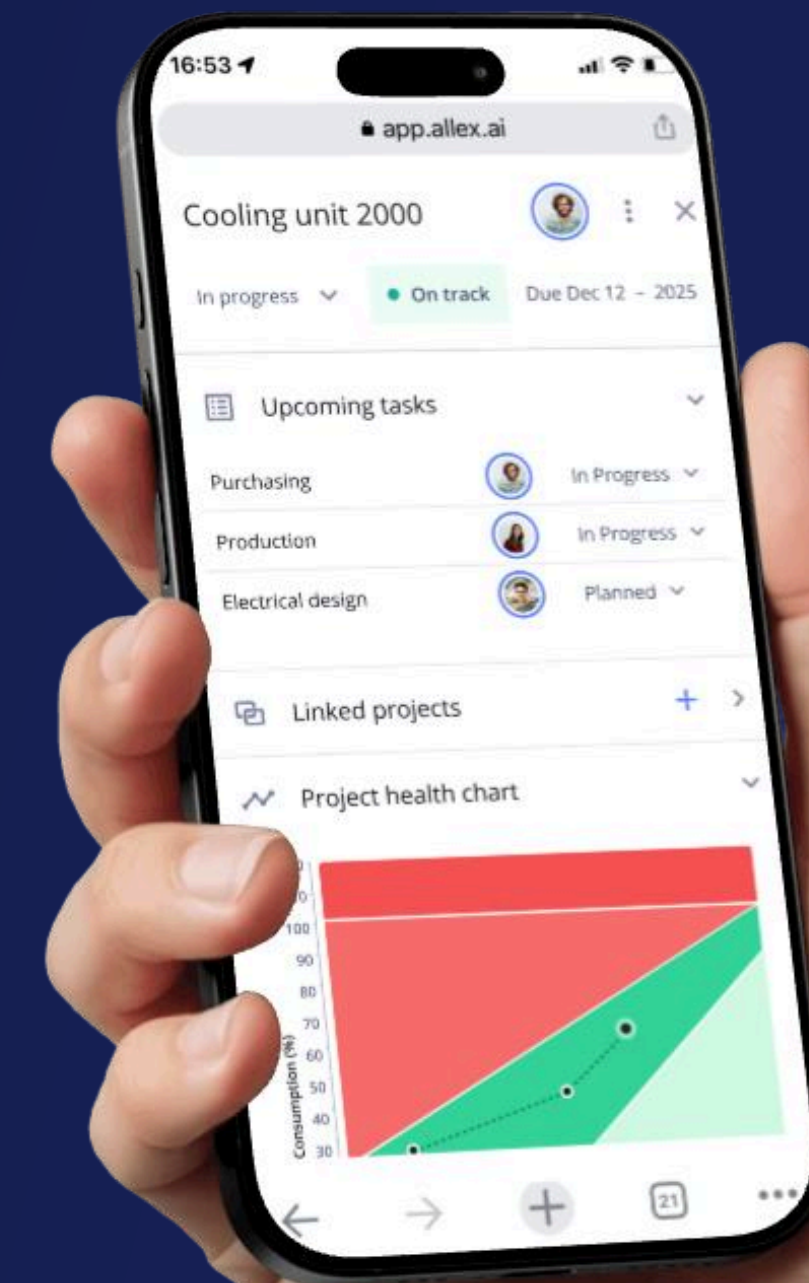 16:53
app.allex.ai
Cooling unit 2000
In progress
On track
Due Dec 12 – 2025
Upcoming tasks
Purchasing
In Progress
Production
In Progress
Electrical design
Planned
Linked projects
Project health chart
100
90
80
70
60
50
40
30
Consumption (%)
21